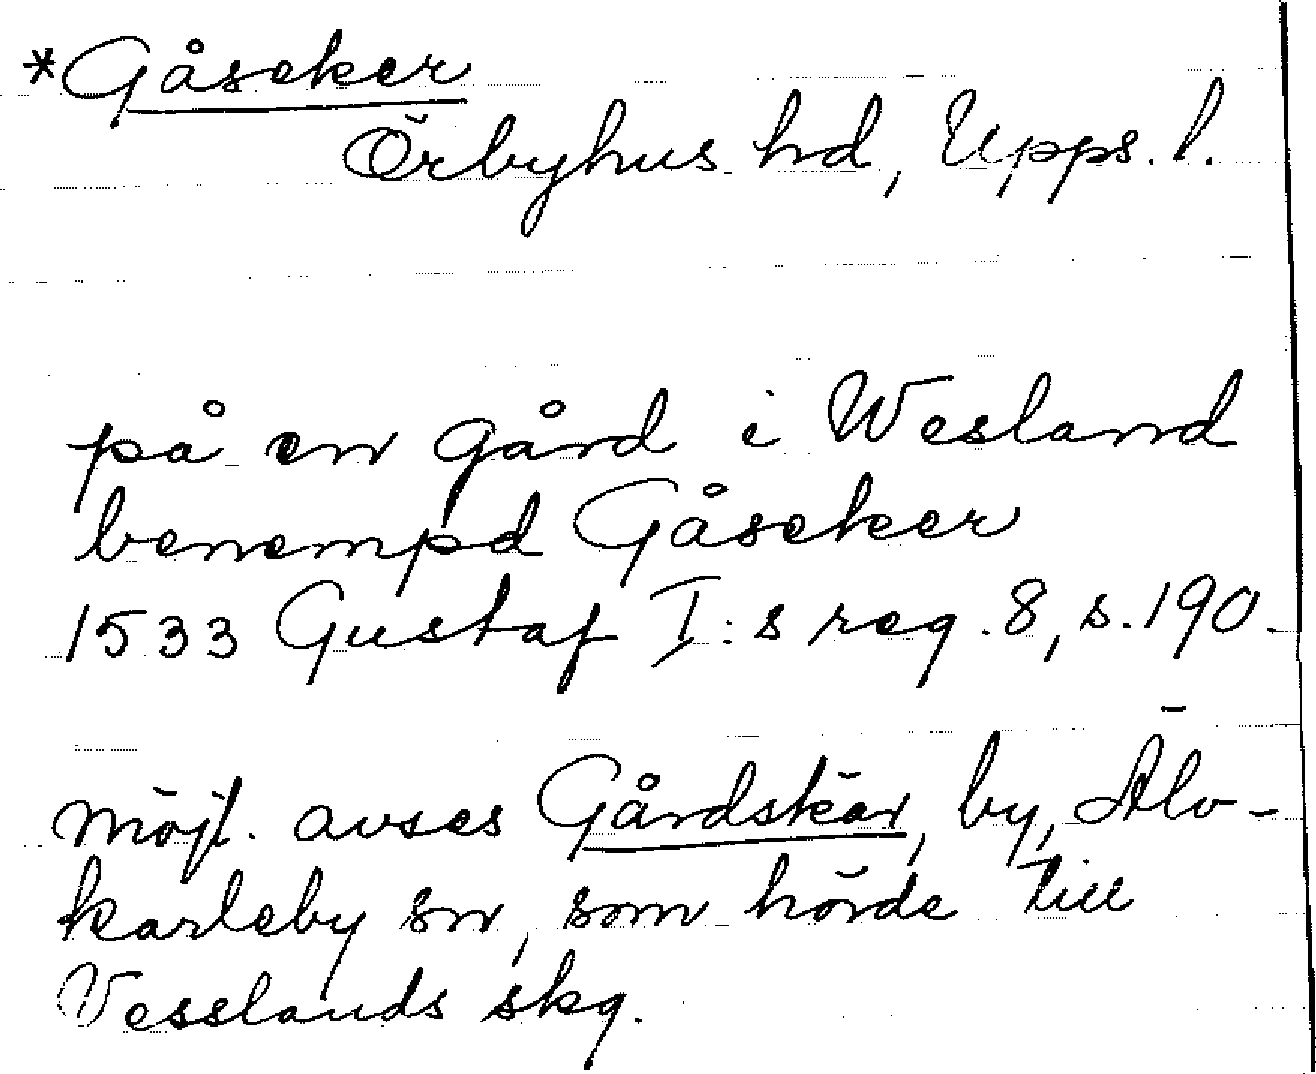 *Gåseker
Örbyhus hd, Upps. l.
på en gård i Wesland
benempd Gåseker
1533 Gustaf I:s reg. 8, s. 190.
möjl. avses Gårdskär, by, Älv-
karleby sn, som hörde till
Vesslands skg.